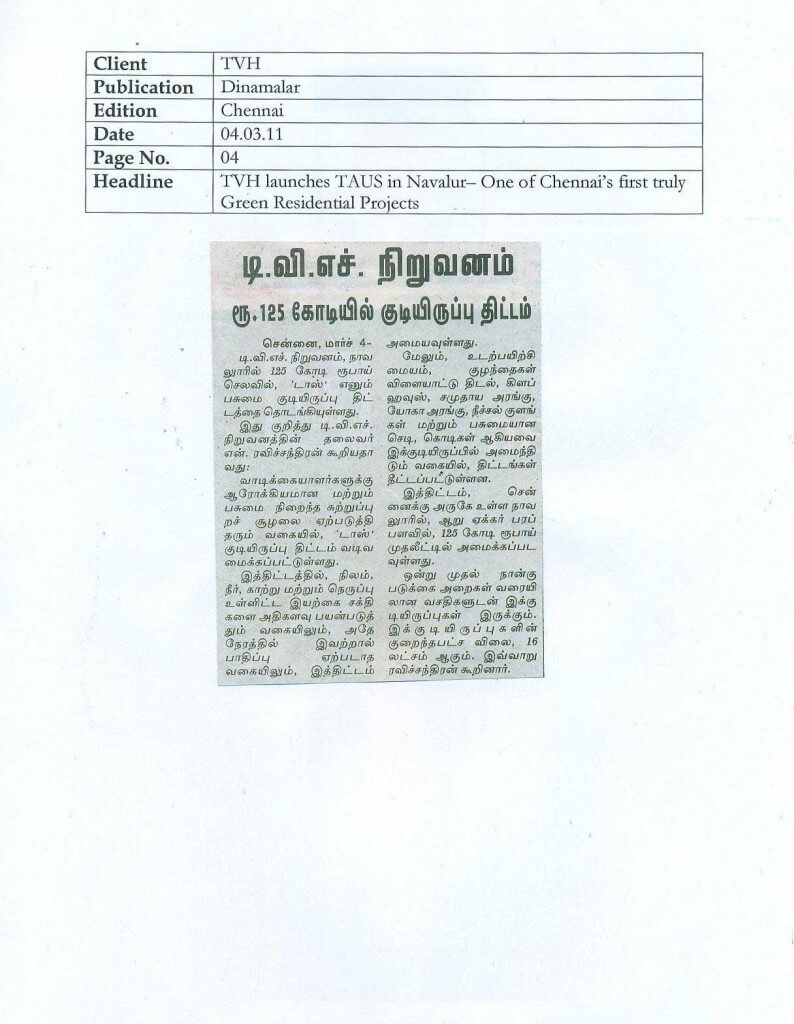 Client TVH
Publication Dinamalar
Edition Chennai
Date 04.03.11
Page No. 04
Headline TVH launches TAUS in Navalur– One of Chennai's first truly
Green Residential Projects
டி.வி.எச். நிறுவனம்
ரூ.125 கோடியில் குடியிருப்பு திட்டம்
சென்னை, மார்ச் 4–
டி.வி.எச். நிறுவனம், நாவ
லூரில் 125 கோடி ரூபாய்
செலவில், 'டாஸ்' எனும்
பசுமை குடியிருப்பு திட்
டத்தை தொடங்கியுள்ளது.
இது குறித்து டி.வி.எச்.
நிறுவனத்தின் தலைவர்
என். ரவிச்சந்திரன் கூறியதா
வது:
வாடிக்கையாளர்களுக்கு
ஆரோக்கியமான மற்றும்
பசுமை நிறைந்த சுற்றுப்பு
றச் சூழலை ஏற்படுத்தி
தரும் வகையில், 'டாஸ்'
குடியிருப்பு திட்டம் வடிவ
மைக்கப்பட்டுள்ளது.
இத்திட்டத்தில், நிலம்,
நீர், காற்று மற்றும் நெருப்பு
உள்ளிட்ட இயற்கை சக்தி
களை அதிகளவு பயன்படுத்
தும் வகையிலும், அதே
நேரத்தில் இவற்றால்
பாதிப்பு ஏற்படாத
வகையிலும், இத்திட்டம்
அமையவுள்ளது.
மேலும், உடற்பயிற்சி
மையம், குழந்தைகள்
விளையாட்டு திடல், கிளப்
ஹவுஸ், சமுதாய அரங்கு,
யோகா அரங்கு, நீச்சல் குளங்
கள் மற்றும் பசுமையான
செடி, கொடிகள் ஆகியவை
இக்குடியிருப்பில் அமைந்தி
டும் வகையில், திட்டங்கள்
தீட்டப்பட்டுள்ளன.
இத்திட்டம், சென்
னைக்கு அருகே உள்ள நாவ
லூரில், ஆறு ஏக்கர் பரப்
பளவில், 125 கோடி ரூபாய்
முதலீட்டில் அமைக்கப்பட
வுள்ளது.
ஒன்று முதல் நான்கு
படுக்கை அறைகள் வரையி
லான வசதிகளுடன் இக்கு
டியிருப்புகள் இருக்கும்.
இக்குடியிருப்புகளின்
குறைந்தபட்ச விலை, 16
லட்சம் ஆகும். இவ்வாறு
ரவிச்சந்திரன் கூறினார்.